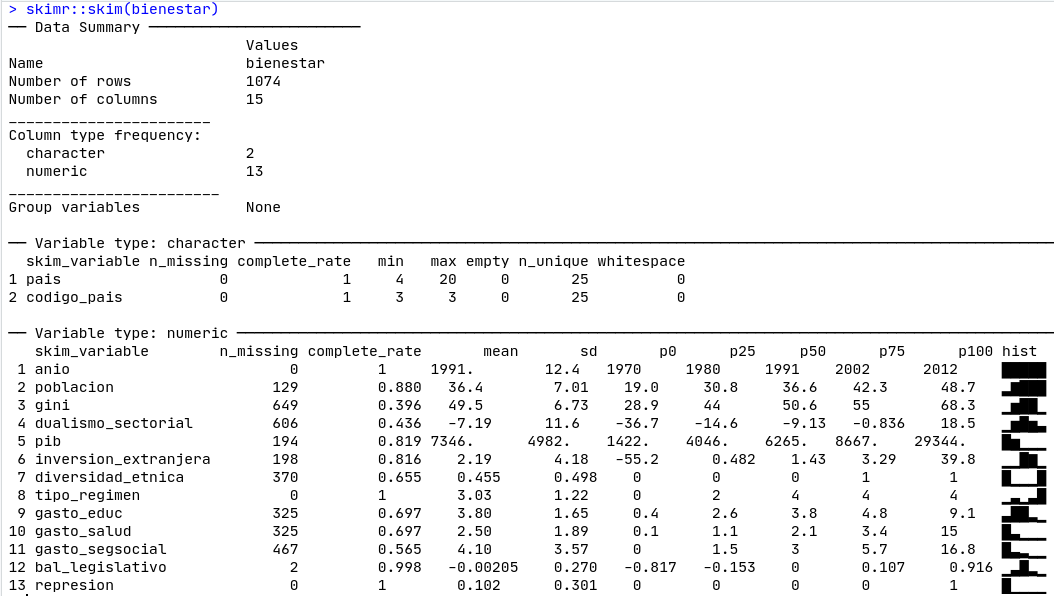 > skimr::skim(bienestar)
── Data Summary ────────────────────────
                           Values
Name                       bienestar
Number of rows             1074
Number of columns          15
_______________________
Column type frequency:
  character                2
  numeric                  13
________________________
Group variables            None
── Variable type: character ────────────────────────
  skim_variable n_missing complete_rate   min   max empty n_unique whitespace
1 pais                  0             1     4    20     0       25          0
2 codigo_pais           0             1     3     3     0       25          0
── Variable type: numeric ────────────────────────
   skim_variable        n_missing complete_rate       mean       sd       p0      p25      p50      p75     p100 hist
 1 anio                         0         1     1991.        12.4   1970     1980     1991     2002      2012    █████
 2 poblacion                  129         0.880   36.4        7.01    19.0     30.8     36.6     42.3      48.7  ▁▅▇▇▇
 3 gini                       649         0.396   49.5        6.73    28.9     44       50.6     55        68.3  ▁▅▇▇▁
 4 dualismo_sectorial         606         0.436   -7.19      11.6    -36.7    -14.6     -9.13    -0.836    18.5  ▁▅▇▅▂
 5 pib                        194         0.819 7346.      4982.    1422.    4046.    6265.    8667.    29344.   ▇▅▁▁▁
 6 inversion_extranjera       198         0.816    2.19       4.18   -55.2      0.482    1.43     3.29     39.8  ▁▁▇▆▁
 7 diversidad_etnica          370         0.655    0.455      0.498    0        0        0        1         1    ▇▁▁▁▇
 8 tipo_regimen                 0         1        3.03       1.22     0        2        4        4         4    ▁▂▁▂▇
 9 gasto_educ                 325         0.697    3.80       1.65     0.4      2.6      3.8      4.8       9.1  ▃▇▇▂▁
10 gasto_salud                325         0.697    2.50       1.89     0.1      1.1      2.1      3.4      15    ▇▂▁▁▁
11 gasto_segsocial            467         0.565    4.10       3.57     0        1.5      3        5.7      16.8  ▇▃▂▁▁
12 bal_legislativo              2         0.998   -0.00205    0.270   -0.817   -0.153    0        0.107     0.916 ▁▃▇▂▁
13 represion                    0         1        0.102      0.301    0        0        0        0         1    ▇▁▁▁▁